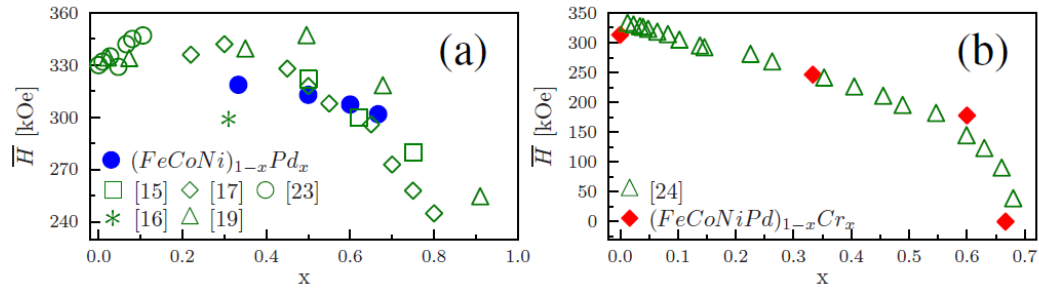 360
330
300
270
240
H [kOe]
(a)
(FeCoNi)1−xPdx
[15] [17] [23]
[16] [19]
0.0 0.2 0.4 0.6 0.8 1.0
x
350
300
250
200
150
100
50
0
H [kOe]
(b)
[24]
(FeCoNiPd)1−xCrx
0.0 0.1 0.2 0.3 0.4 0.5 0.6 0.7
x